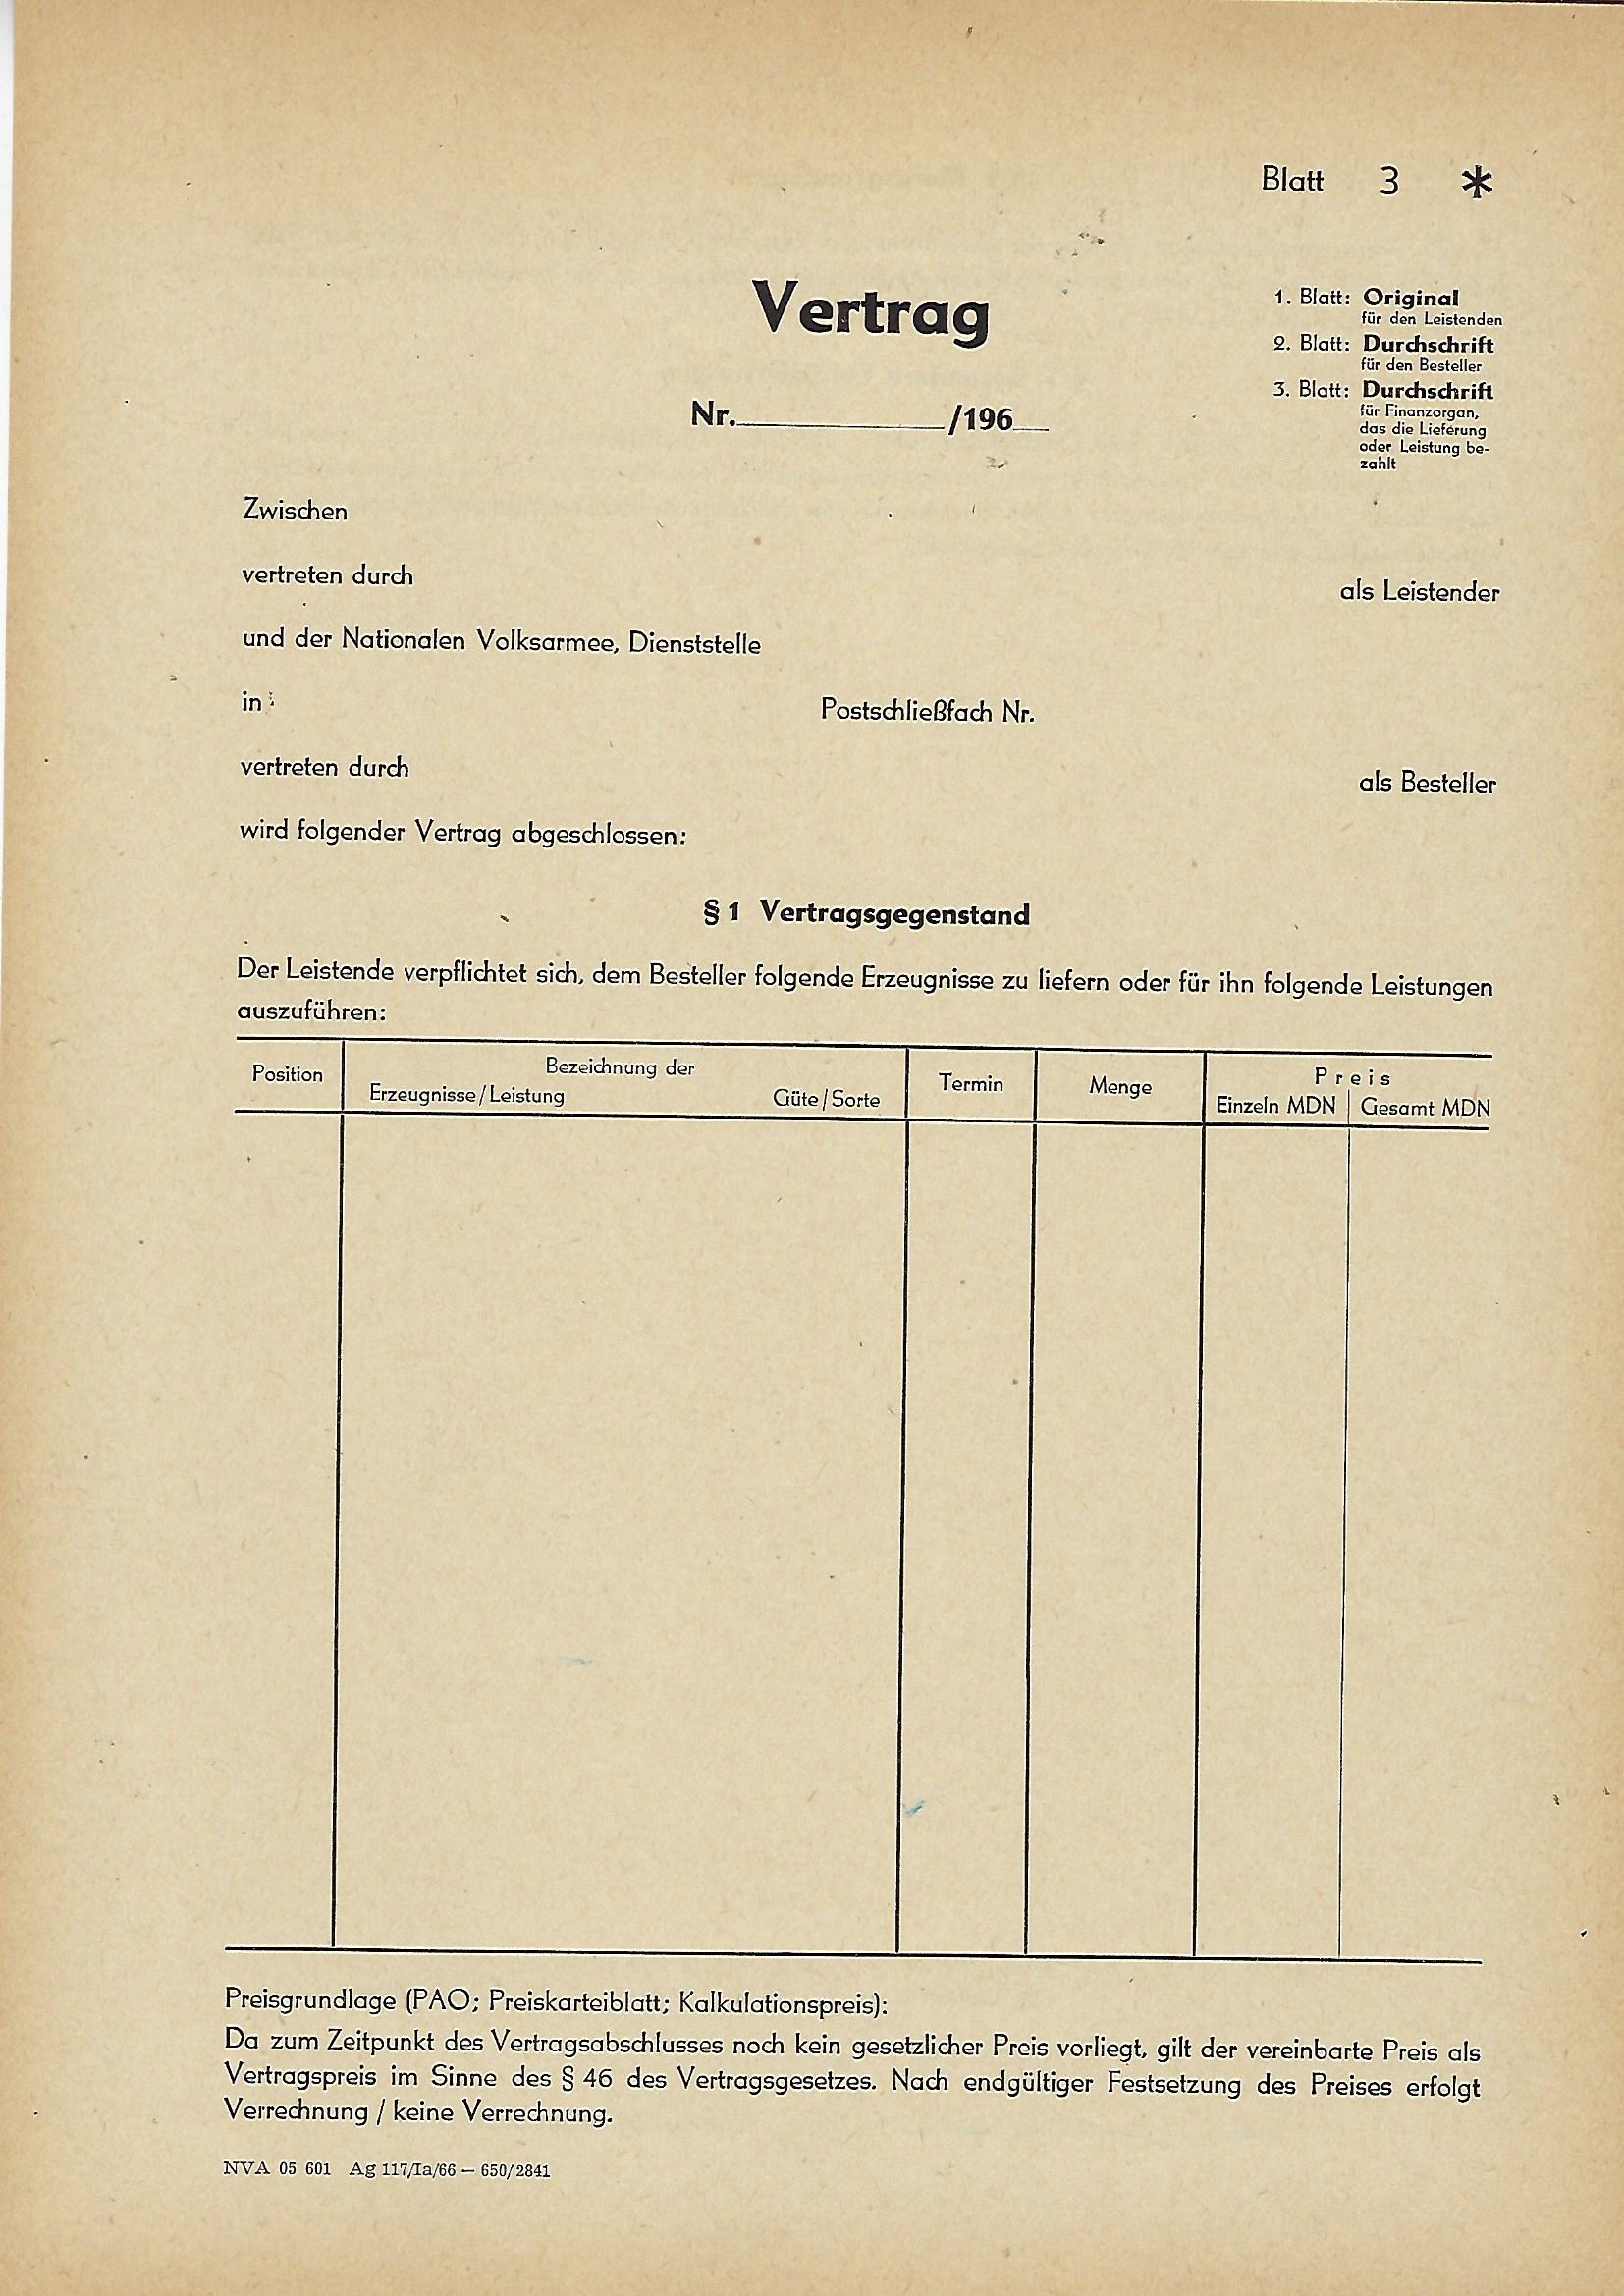 Blatt 3 *
Vertrag
Nr. /196
1. Blatt: Original
für den Leistenden
2. Blatt: Durchschrift
für den Besteller
3. Blatt: Durchschrift
für Finanzorgan,
das die Lieferung
oder Leistung be-
zahlt
Zwischen
vertreten durch
als Leistender
und der Nationalen Volksarmee, Dienststelle
in
Postschließfach Nr.
vertreten durch
als Besteller
wird folgender Vertrag abgeschlossen:
§ 1 Vertragsgegenstand
Der Leistende verpflichtet sich, dem Besteller folgende Erzeugnisse zu liefern oder für ihn folgende Leistungen
auszuführen:
Position
Bezeichnung der
Erzeugnisse/Leistung Güte/Sorte
Termin
Menge
Preis
Einzeln MDN Gesamt MDN
Preisgrundlage (PAO; Preiskarteiblatt; Kalkulationspreis):
Da zum Zeitpunkt des Vertragsabschlusses noch kein gesetzlicher Preis vorliegt, gilt der vereinbarte Preis als
Vertragspreis im Sinne des § 46 des Vertragsgesetzes. Nach endgültiger Festsetzung des Preises erfolgt
Verrechnung / keine Verrechnung.
NVA 05 601 Ag 117/Ia/66 — 650/2841